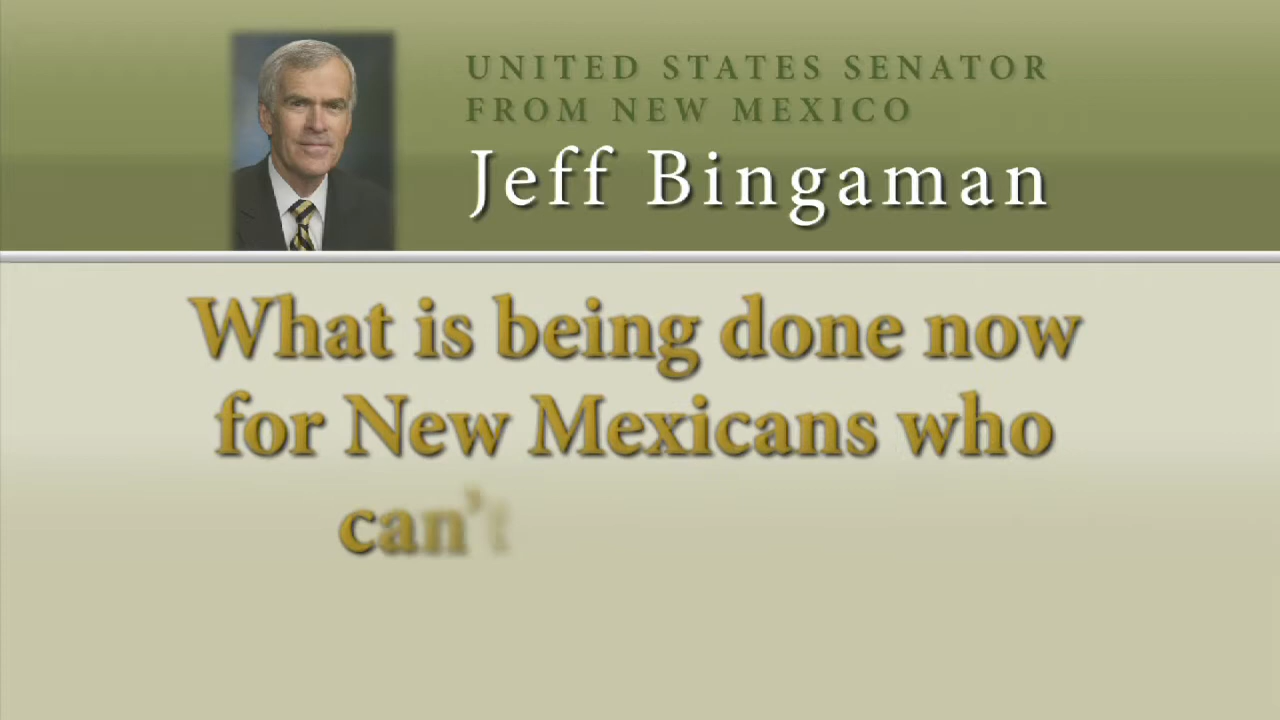 UNITED STATES SENATOR
FROM NEW MEXICO
Jeff Bingaman
What is being done now
for New Mexicans who
can't